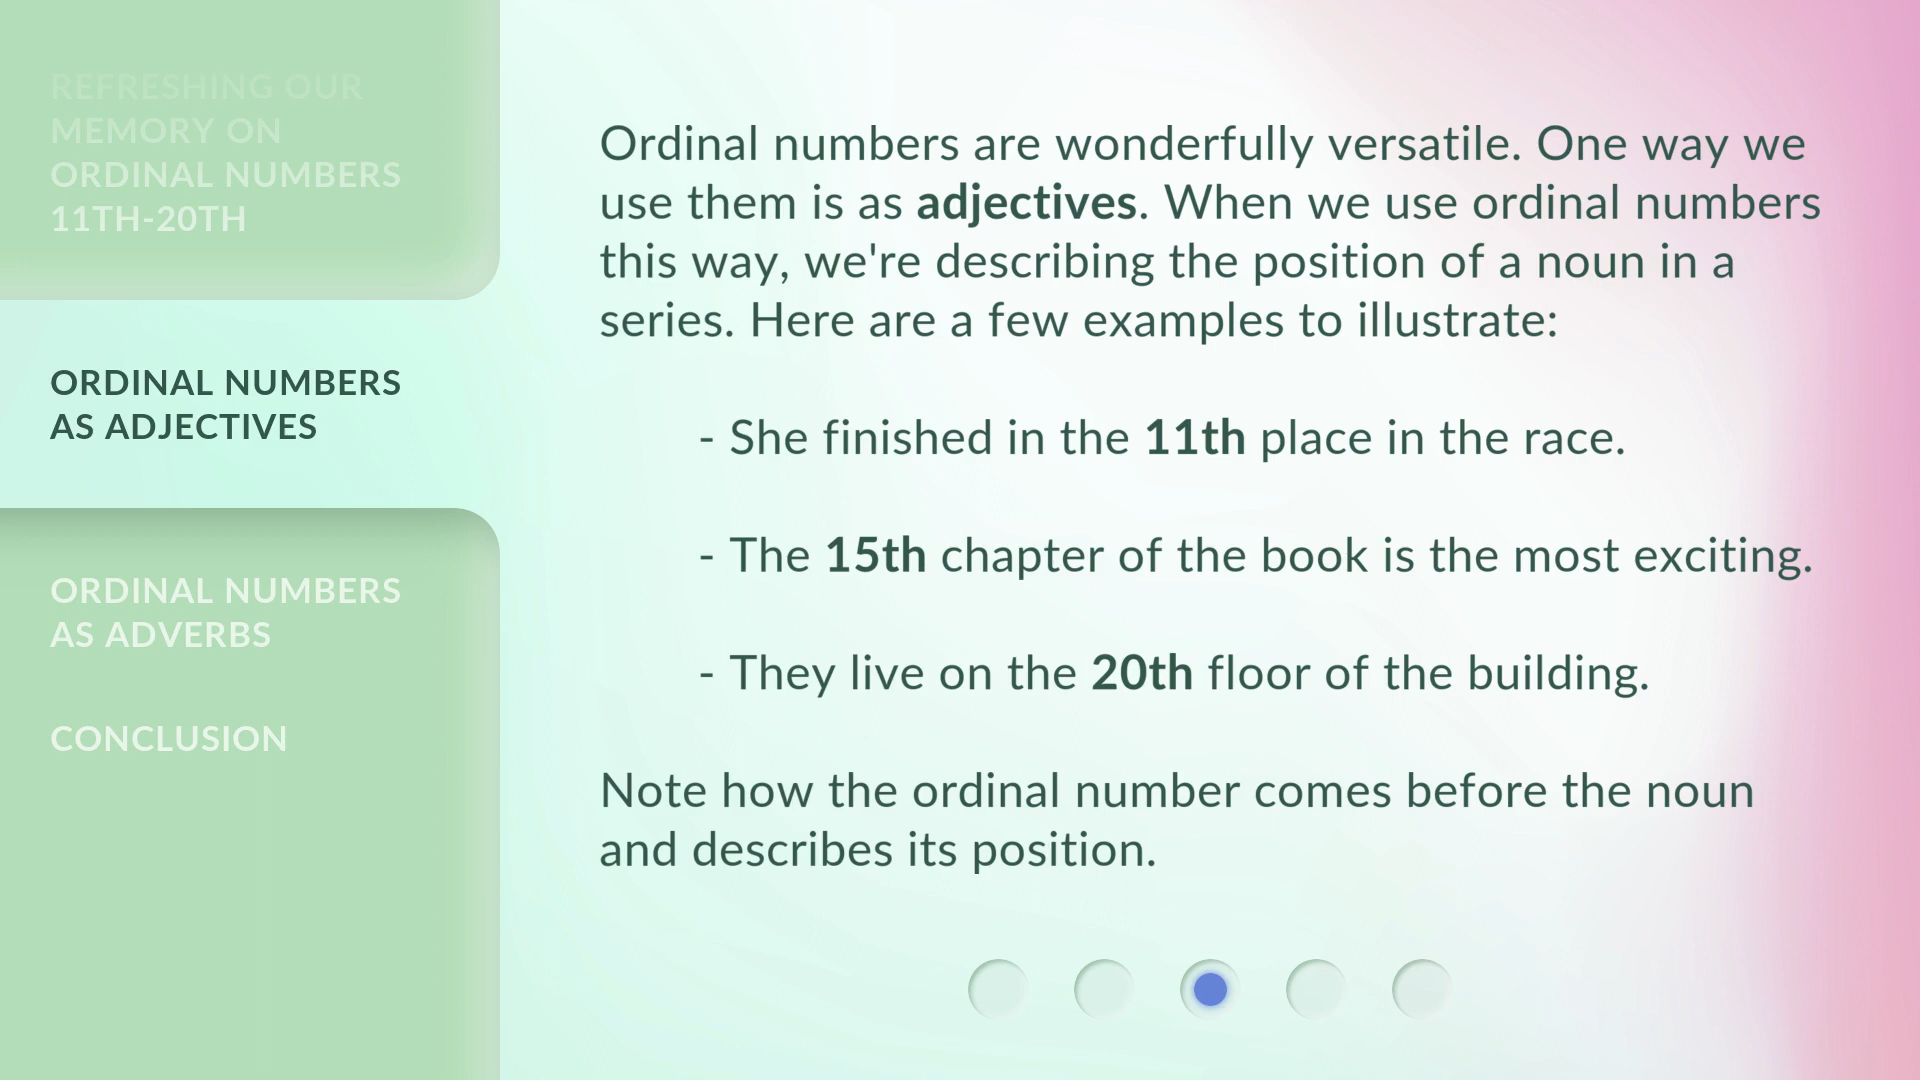 REFRESHING OUR
MEMORY ON
ORDINAL NUMBERS
11TH-20TH
ORDINAL NUMBERS
AS ADJECTIVES
ORDINAL NUMBERS
AS ADVERBS
CONCLUSION
Ordinal numbers are wonderfully versatile. One way we
use them is as adjectives. When we use ordinal numbers
this way, we're describing the position of a noun in a
series. Here are a few examples to illustrate:
- She finished in the 11th place in the race.
- The 15th chapter of the book is the most exciting.
- They live on the 20th floor of the building.
Note how the ordinal number comes before the noun
and describes its position.